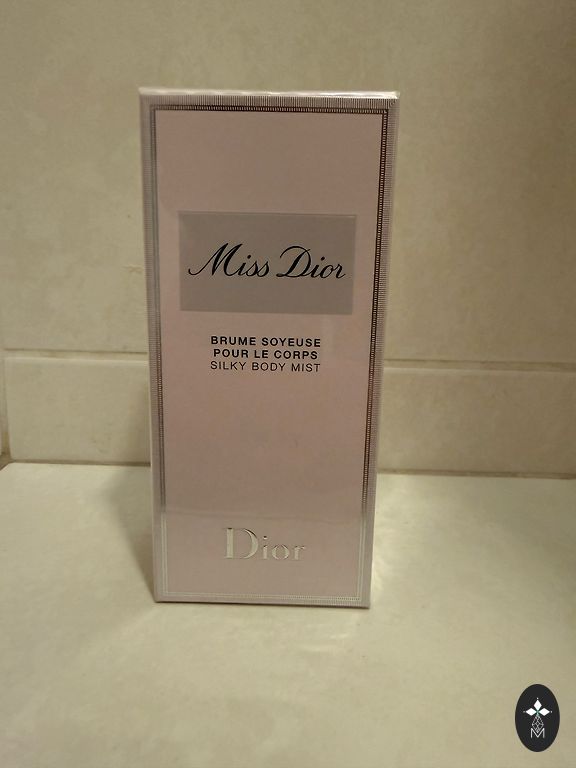 Miss Dior
BRUME SOYEUSE
POUR LE CORPS
SILKY BODY MIST
Dior
M